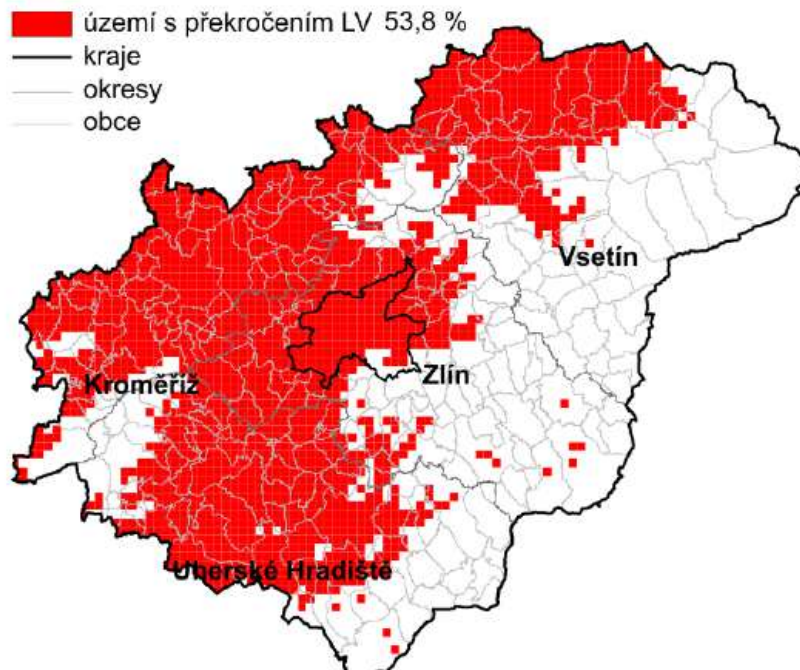 území s překročením LV 53,8 %
kraje
okresy
obce
Vsetín
Zlín
Kroměříž
Uherské Hradiště